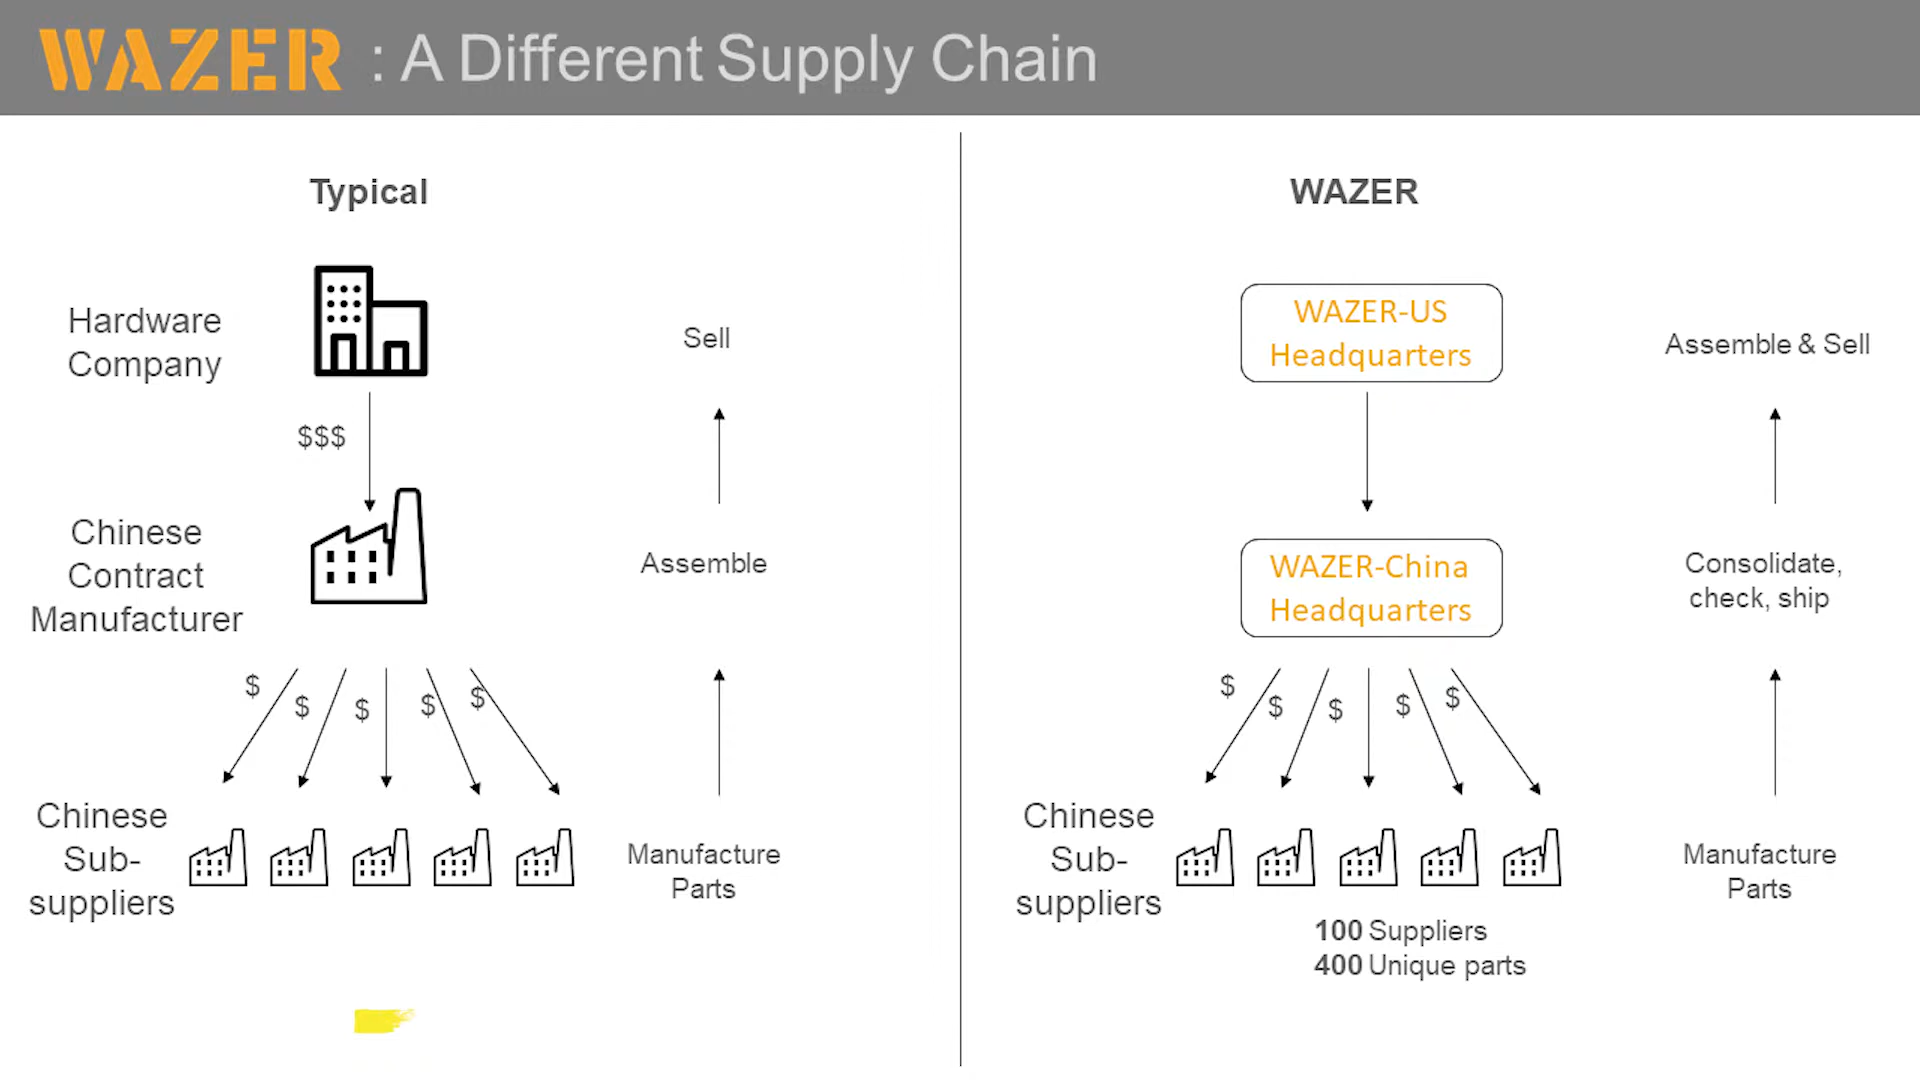 WAZER : A Different Supply Chain
Typical
Hardware
Company
Sell
$$$
Chinese
Contract
Manufacturer
Assemble
$ $ $ $ $
Chinese
Sub-
suppliers
Manufacture
Parts
WAZER
WAZER-US
Headquarters
Assemble & Sell
WAZER-China
Headquarters
Consolidate,
check, ship
$ $ $ $ $
Chinese
Sub-
suppliers
Manufacture
Parts
100 Suppliers
400 Unique parts